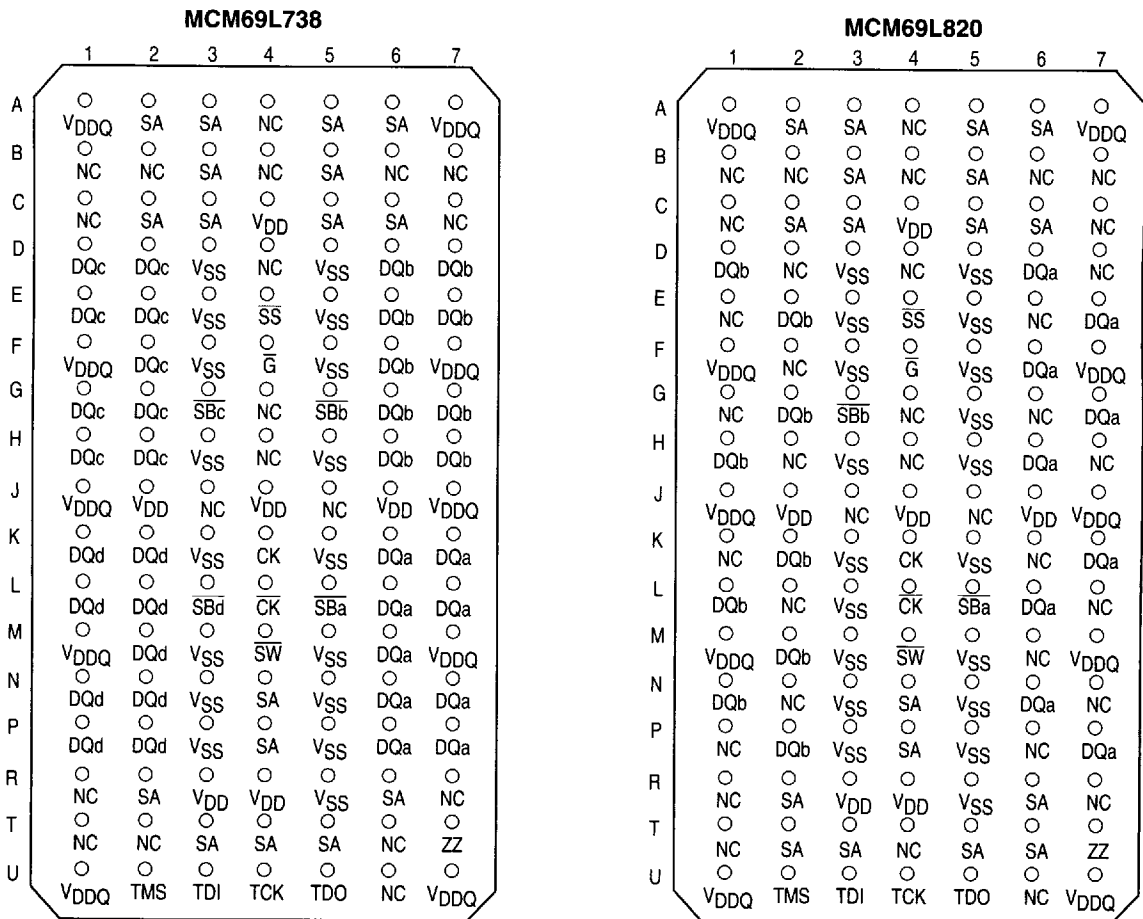 MCM69L738
1 2 3 4 5 6 7
A
VDDQ SA SA NC SA SA VDDQ
B
NC NC SA NC SA NC NC
C
NC SA SA VDD SA SA NC
D
DQc DQc VSS NC VSS DQb DQb
E
DQc DQc VSS SS VSS DQb DQb
F
VDDQ DQc VSS G VSS DQb VDDQ
G
DQc DQc SBc NC SBb DQb DQb
H
DQc DQc VSS NC VSS DQb DQb
J
VDDQ VDD NC VDD NC VDD VDDQ
K
DQd DQd VSS CK VSS DQa DQa
L
DQd DQd SBd CK SBa DQa DQa
M
VDDQ DQd VSS SW VSS DQa VDDQ
N
DQd DQd VSS SA VSS DQa DQa
P
DQd DQd VSS SA VSS DQa DQa
R
NC SA VDD VDD VSS SA NC
T
NC NC SA SA SA NC ZZ
U
VDDQ TMS TDI TCK TDO NC VDDQ
MCM69L820
1 2 3 4 5 6 7
A
VDDQ SA SA NC SA SA VDDQ
B
NC NC SA NC SA NC NC
C
NC SA SA VDD SA SA NC
D
DQb NC VSS NC VSS DQa NC
E
NC DQb VSS SS VSS NC DQa
F
VDDQ NC VSS G VSS DQa VDDQ
G
NC DQb SBb NC VSS NC DQa
H
DQb NC VSS NC VSS DQa NC
J
VDDQ VDD NC VDD NC VDD VDDQ
K
NC DQb VSS CK VSS NC DQa
L
DQb NC VSS CK SBa DQa NC
M
VDDQ DQb VSS SW VSS NC VDDQ
N
DQb NC VSS SA VSS DQa NC
P
NC DQb VSS SA VSS NC DQa
R
NC SA VDD VDD VSS SA NC
T
NC SA SA NC SA SA ZZ
U
VDDQ TMS TDI TCK TDO NC VDDQ